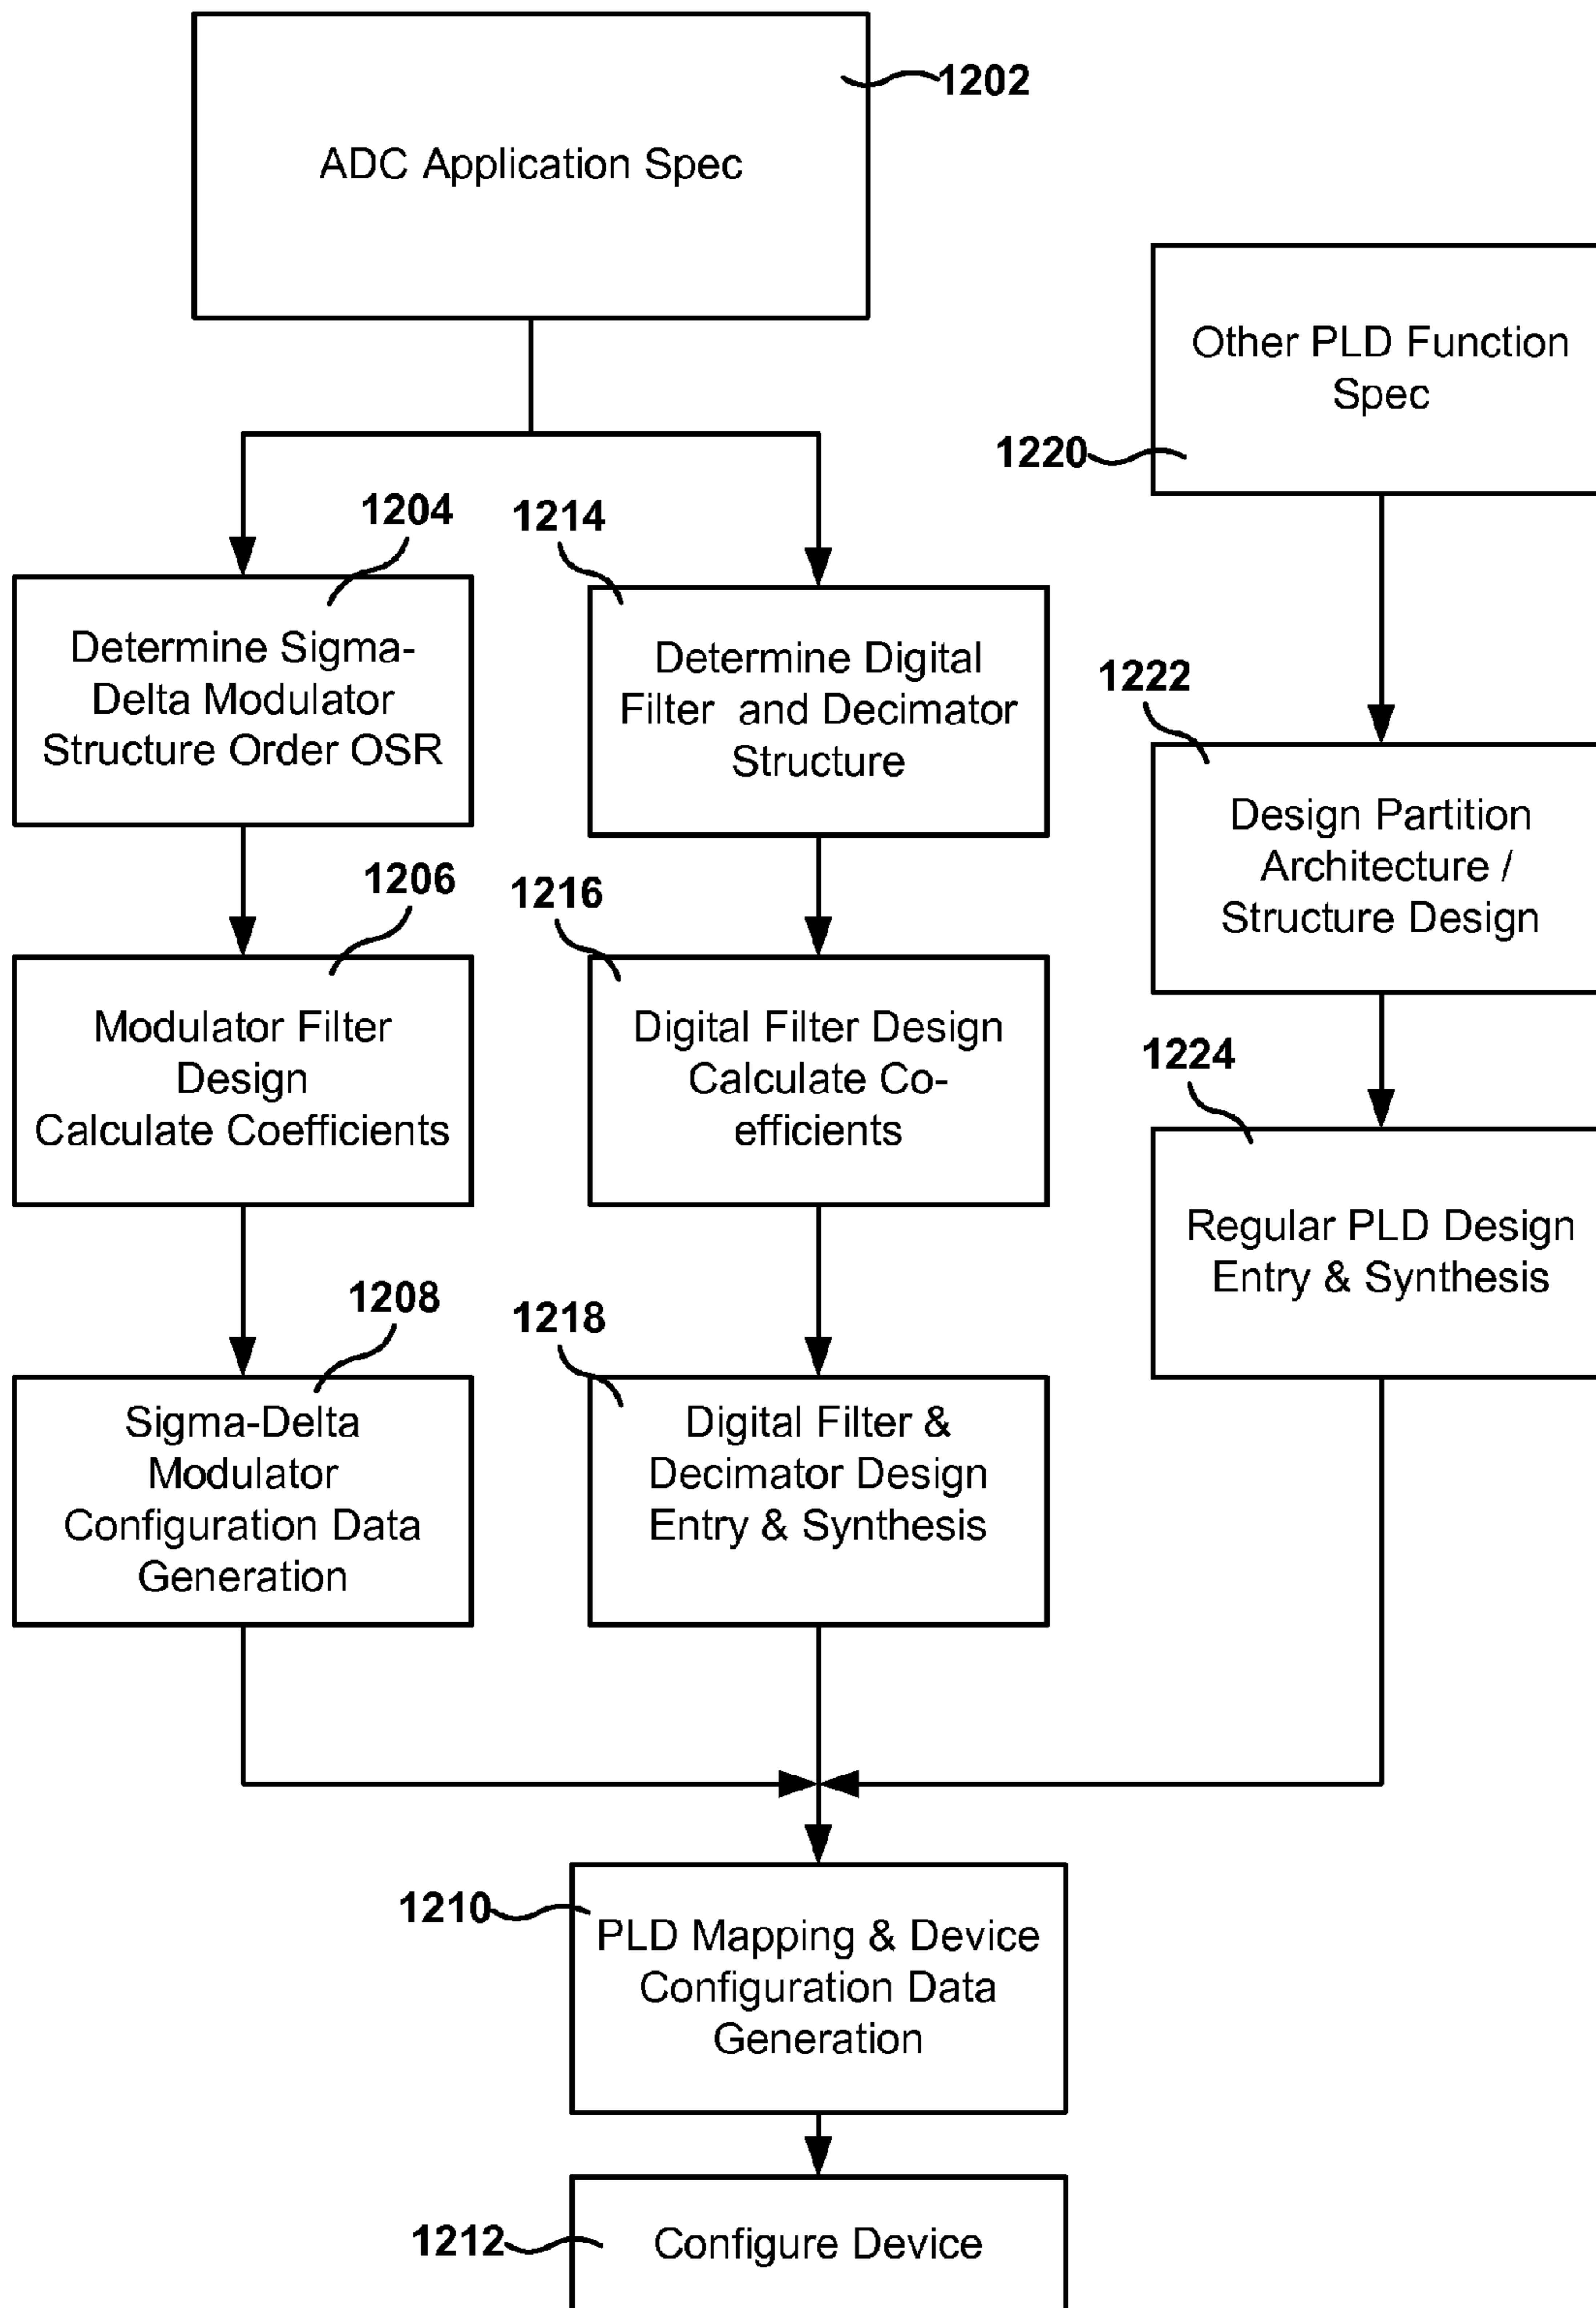 1202
ADC Application Spec
Other PLD Function
Spec
1220
1204
1214
Determine Sigma-
Delta Modulator
Structure Order OSR
Determine Digital
Filter and Decimator
Structure
1222
Design Partition
Architecture /
Structure Design
1206
1216
Modulator Filter
Design
Calculate Coefficients
Digital Filter Design
Calculate Co-
efficients
1224
Regular PLD Design
Entry & Synthesis
1208
1218
Sigma-Delta
Modulator
Configuration Data
Generation
Digital Filter &
Decimator Design
Entry & Synthesis
1210
PLD Mapping & Device
Configuration Data
Generation
1212
Configure Device